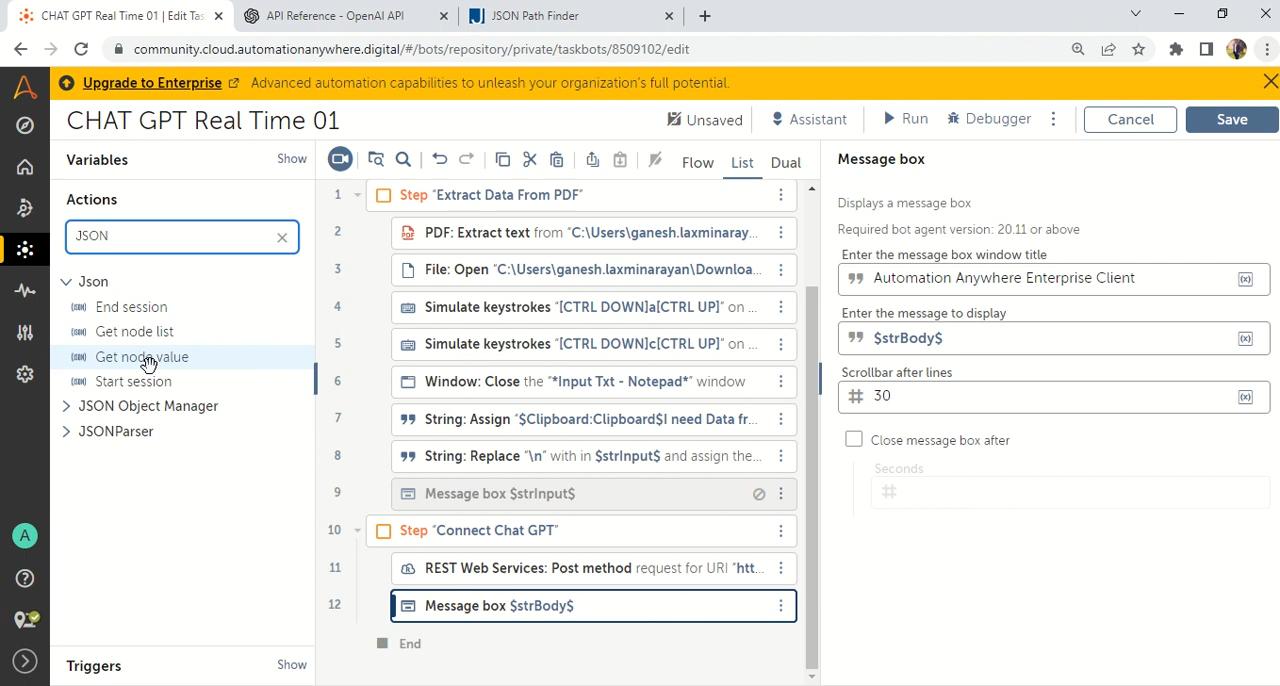 CHAT GPT Real Time 01 | Edit Tas
API Reference - OpenAI API
JSON Path Finder
community.cloud.automationanywhere.digital/#/bots/repository/private/taskbots/8509102/edit
Upgrade to Enterprise Advanced automation capabilities to unleash your organization's full potential.
CHAT GPT Real Time 01
Unsaved
Assistant
Run
Debugger
Cancel
Save
Variables
Show
Actions
JSON
Json
End session
Get node list
Get node value
Start session
JSON Object Manager
JSONParser
Triggers
Show
Flow
List
Dual
1 Step "Extract Data From PDF"
2 PDF: Extract text from "C:\Users\ganesh.laxminaray...
3 File: Open "C:\Users\ganesh.laxminarayan\Downloa...
4 Simulate keystrokes "[CTRL DOWN]a[CTRL UP]" on ...
5 Simulate keystrokes "[CTRL DOWN]c[CTRL UP]" on ...
6 Window: Close the "*Input Txt - Notepad*" window
7 String: Assign "$Clipboard:Clipboard$I need Data fr...
8 String: Replace "\n" with in $strInput$ and assign the...
9 Message box $strInput$
10 Step "Connect Chat GPT"
11 REST Web Services: Post method request for URI "htt...
12 Message box $strBody$
End
Message box
Displays a message box
Required bot agent version: 20.11 or above
Enter the message box window title
Automation Anywhere Enterprise Client
(x)
Enter the message to display
$strBody$
(x)
Scrollbar after lines
# 30
(x)
Close message box after
Seconds
#
A